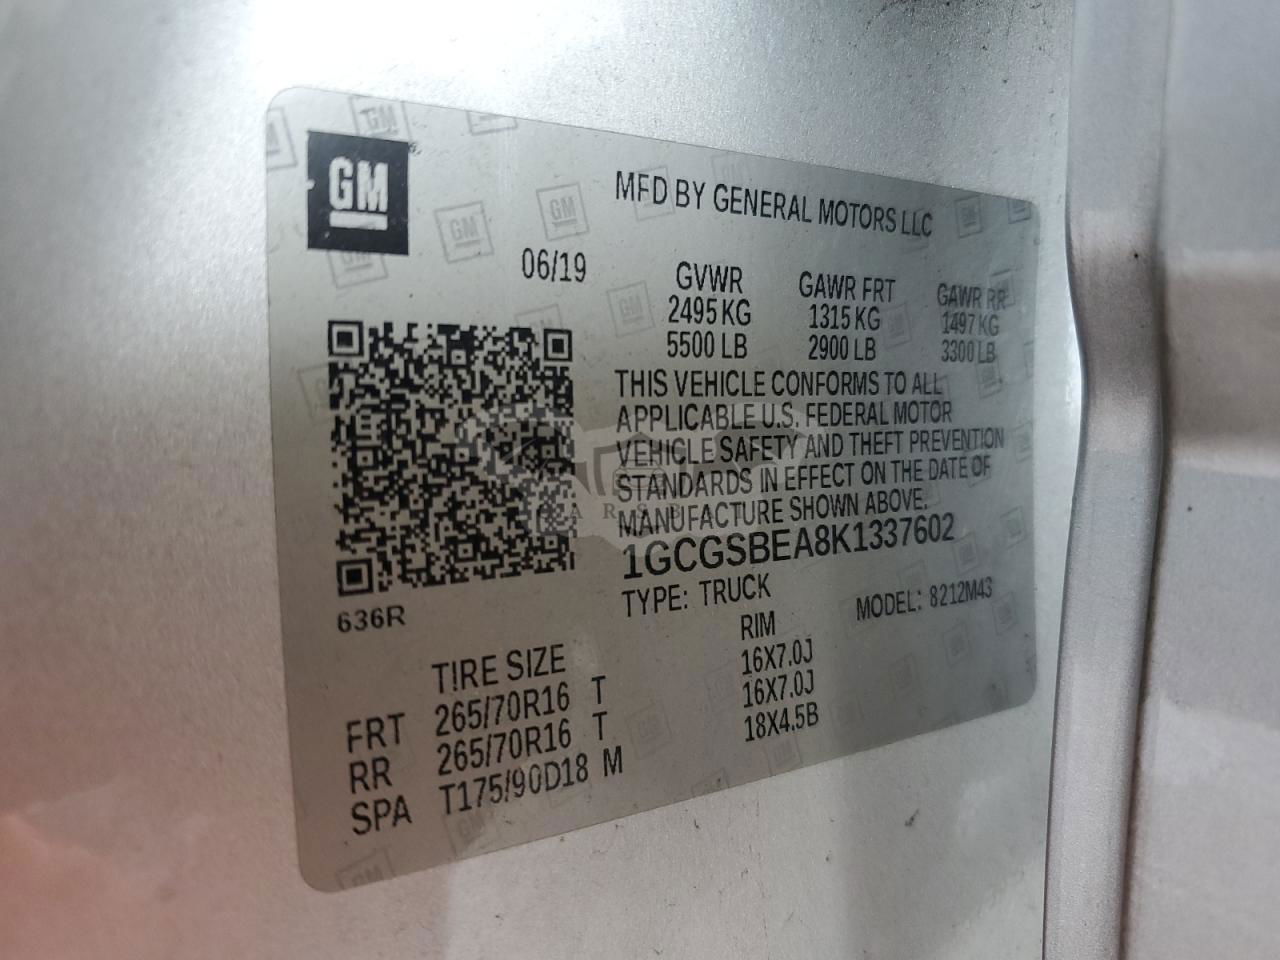 GM
MFD BY GENERAL MOTORS LLC
06/19
GVWR GAWR FRT GAWR RR
2495 KG 1315 KG 1497 KG
5500 LB 2900 LB 3300 LB
THIS VEHICLE CONFORMS TO ALL
APPLICABLE U.S. FEDERAL MOTOR
VEHICLE SAFETY AND THEFT PREVENTION
STANDARDS IN EFFECT ON THE DATE OF
MANUFACTURE SHOWN ABOVE.
1GCGSBEA8K1337602
636R
TYPE: TRUCK MODEL: 8212M43
TIRE SIZE RIM
FRT 265/70R16 T 16X7.0J
RR 265/70R16 T 16X7.0J
SPA T175/90D18 M 18X4.5B